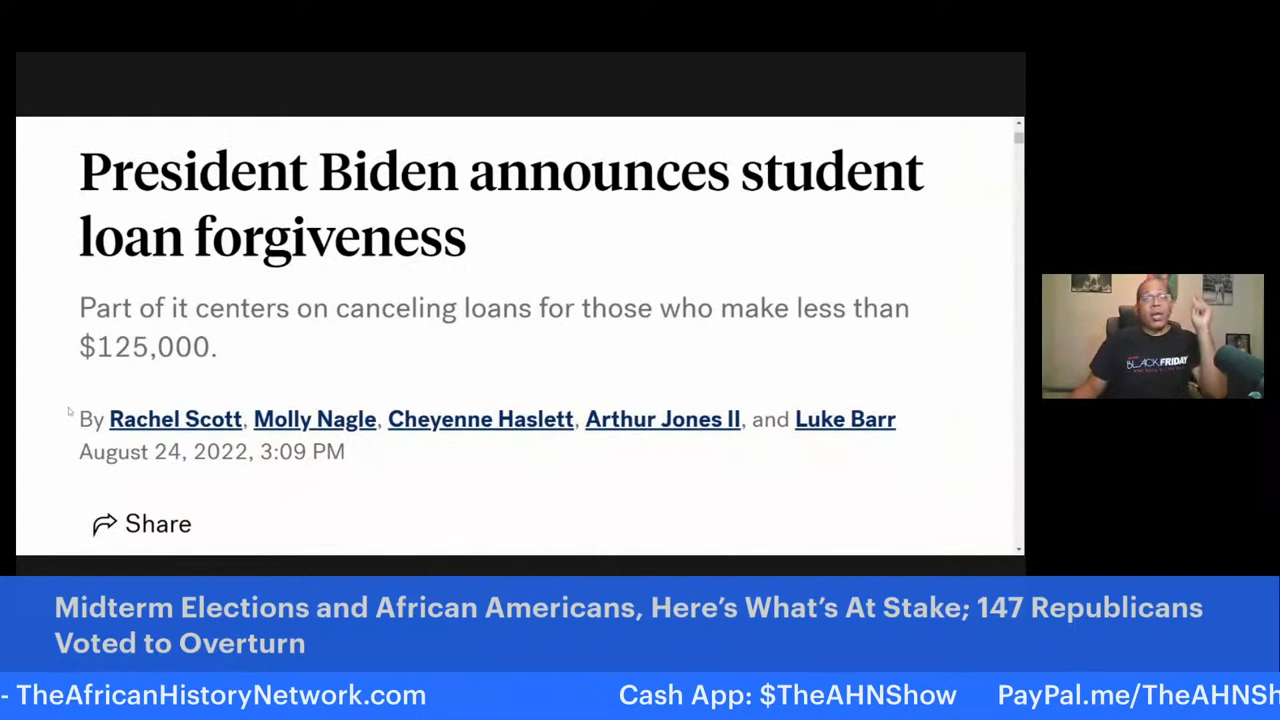 President Biden announces student
loan forgiveness
Part of it centers on canceling loans for those who make less than
$125,000.
By Rachel Scott, Molly Nagle, Cheyenne Haslett, Arthur Jones II, and Luke Barr
August 24, 2022, 3:09 PM
Share
BLACK FRIDAY
Midterm Elections and African Americans, Here's What's At Stake; 147 Republicans
Voted to Overturn
- TheAfricanHistoryNetwork.com Cash App: $TheAHNShow PayPal.me/TheAHNSh